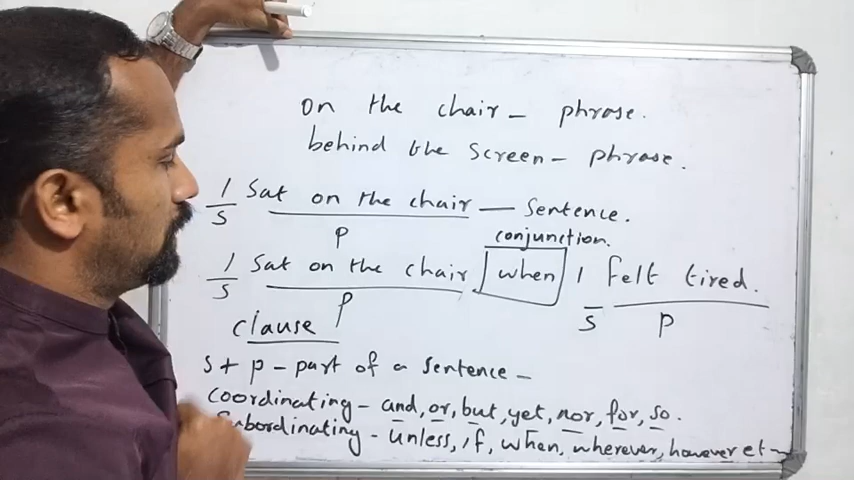 on the chair - phrase.
behind the screen - phrase.
I sat on the chair - sentence.
S P
conjunction.
I sat on the chair when I felt tired.
S P S P
clause
S + P - part of a sentence -
coordinating - and, or, but, yet, nor, for, so.
Subordinating - unless, if, when, wherever, however etc